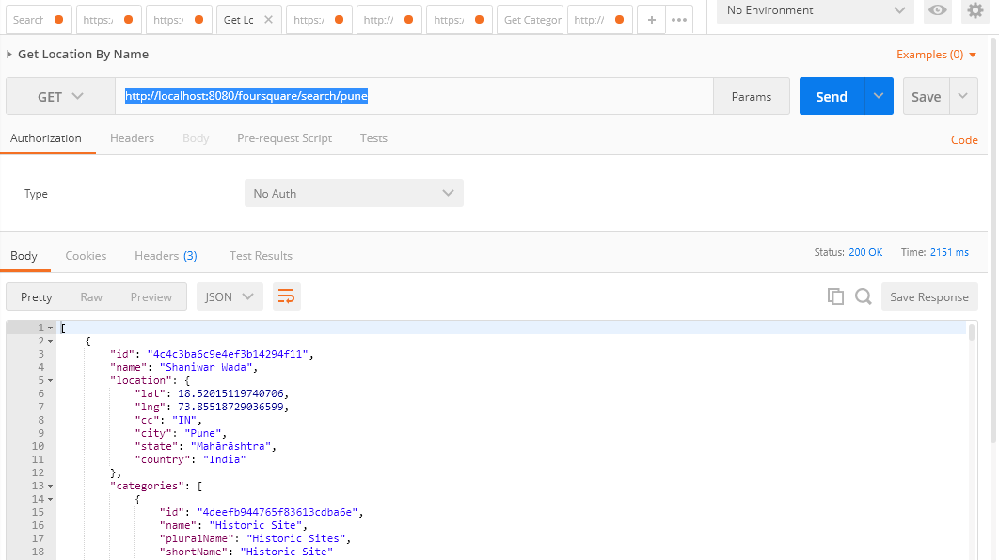 Search https:/ https:/ Get Lc https:/ http:// https:/ Get Categor http:// + No Environment
Get Location By Name Examples (0)
GET http://localhost:8080/foursquare/search/pune Params Send Save
Authorization Headers Body Pre-request Script Tests Code
Type No Auth
Body Cookies Headers (3) Test Results Status: 200 OK Time: 2151 ms
Pretty Raw Preview JSON Save Response
1 [
2 {
3 "id": "4c4c3ba6c9e4ef3b14294f11",
4 "name": "Shaniwar Wada",
5 "location": {
6 "lat": 18.52015119740706,
7 "lng": 73.85518729036599,
8 "cc": "IN",
9 "city": "Pune",
10 "state": "Mahārāshtra",
11 "country": "India"
12 },
13 "categories": [
14 {
15 "id": "4deefb944765f83613cdba6e",
16 "name": "Historic Site",
17 "pluralName": "Historic Sites",
18 "shortName": "Historic Site"